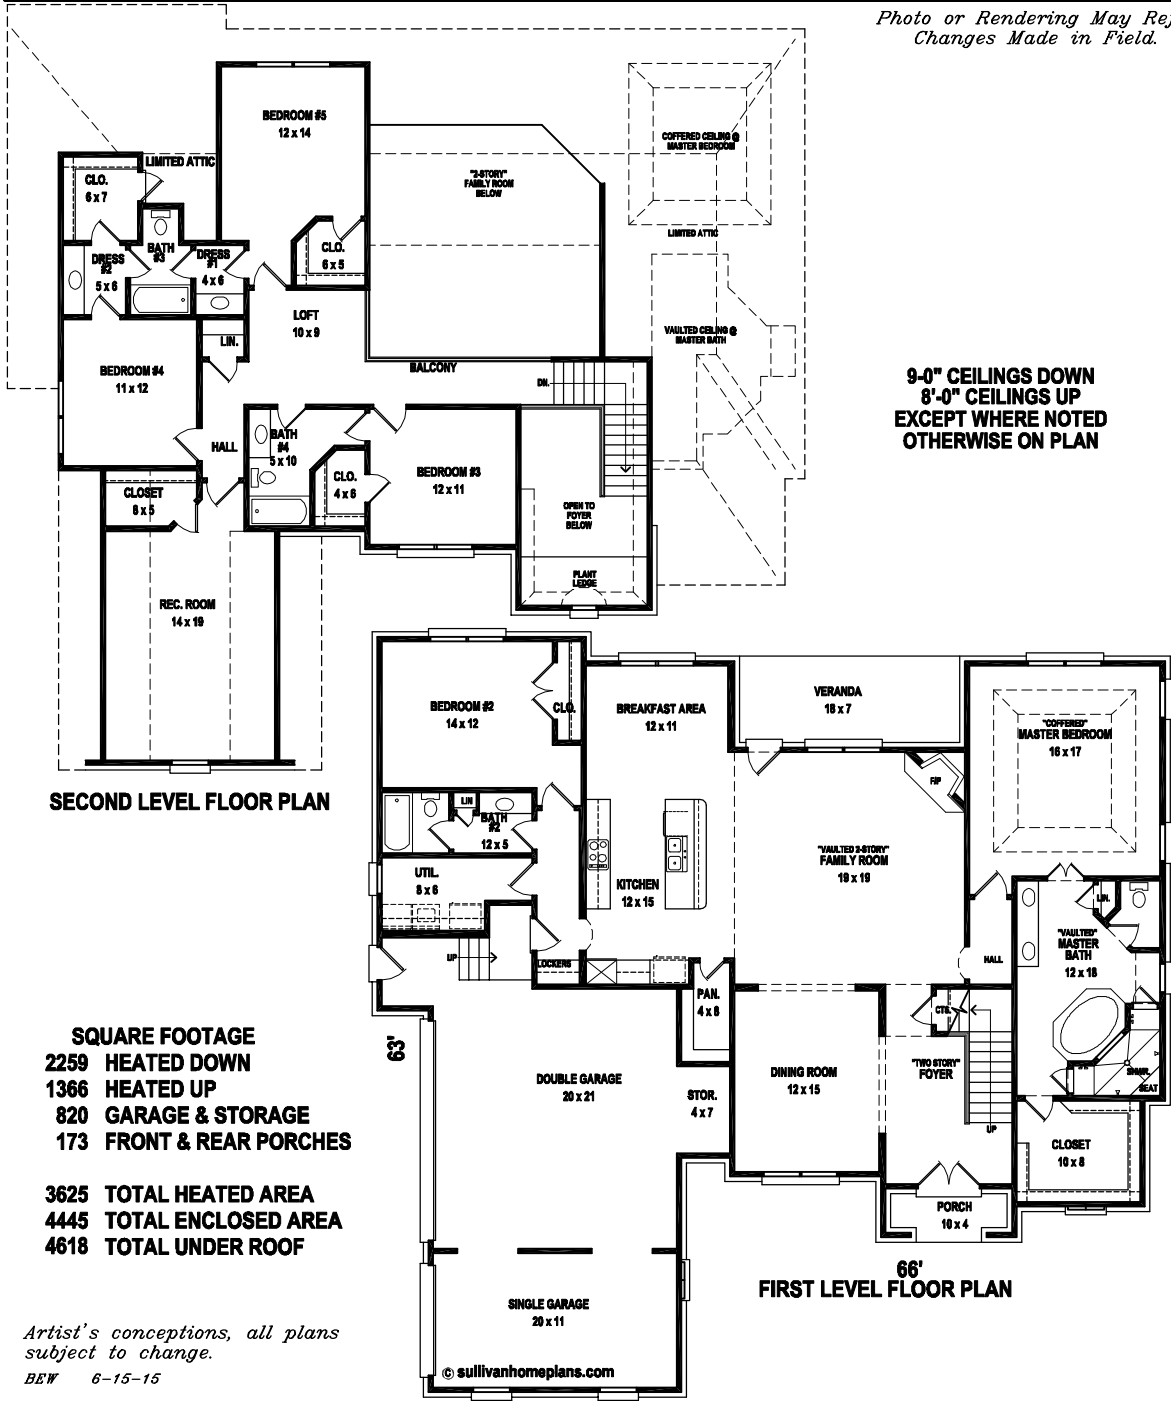 Photo or Rendering May Rej
Changes Made in Field.
BEDROOM #5
12 x 14
LIMITED ATTIC
CLO.
6 x 7
BATH
#3
DRESS
#2
5 x 6
DRESS
#1
4 x 6
CLO.
6 x 5
"2-STORY"
FAMILY ROOM
BELOW
COFFERED CEILING @
MASTER BEDROOM
LIMITED ATTIC
VAULTED CEILING @
MASTER BATH
LOFT
10 x 9
LIN.
BEDROOM #4
11 x 12
BALCONY
DN.
HALL
BATH
#4
5 x 10
CLO.
4 x 6
BEDROOM #3
12 x 11
CLOSET
8 x 5
OPEN TO
FOYER
BELOW
PLANT
LEDGE
REC. ROOM
14 x 19
SECOND LEVEL FLOOR PLAN
9-0" CEILINGS DOWN
8'-0" CEILINGS UP
EXCEPT WHERE NOTED
OTHERWISE ON PLAN
BEDROOM #2
14 x 12
CLO.
BREAKFAST AREA
12 x 11
VERANDA
18 x 7
"COFFERED"
MASTER BEDROOM
16 x 17
F/P
LIN
BATH
#2
12 x 5
UTIL.
8 x 6
KITCHEN
12 x 15
"VAULTED 2-STORY"
FAMILY ROOM
19 x 19
LIN.
"VAULTED"
MASTER
BATH
12 x 18
HALL
UP
LOCKERS
PAN.
4 x 8
CTS.
"TWO STORY"
FOYER
DINING ROOM
12 x 15
SHWR.
SEAT
UP
CLOSET
10 x 8
PORCH
10 x 4
63'
DOUBLE GARAGE
20 x 21
STOR.
4 x 7
SINGLE GARAGE
20 x 11
© sullivanhomeplans.com
66'
FIRST LEVEL FLOOR PLAN
SQUARE FOOTAGE
2259 HEATED DOWN
1366 HEATED UP
820 GARAGE & STORAGE
173 FRONT & REAR PORCHES
3625 TOTAL HEATED AREA
4445 TOTAL ENCLOSED AREA
4618 TOTAL UNDER ROOF
Artist's conceptions, all plans
subject to change.
BEW 6-15-15